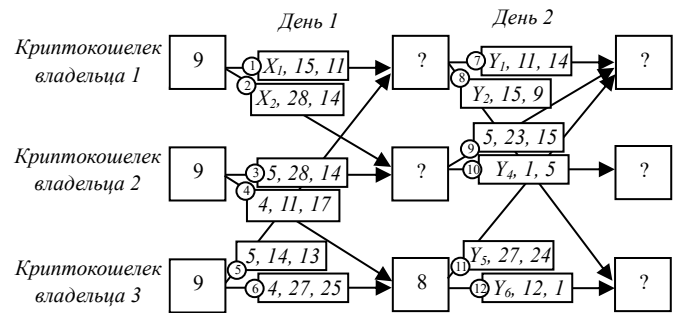 День 1
День 2
Криптокошелек
владельца 1
9
1
X1, 15, 11
2
X2, 28, 14
?
7
Y1, 11, 14
8
Y2, 15, 9
?
Криптокошелек
владельца 2
9
3
5, 28, 14
4
4, 11, 17
?
9
5, 23, 15
10
Y4, 1, 5
?
Криптокошелек
владельца 3
9
5
5, 14, 13
6
4, 27, 25
8
11
Y5, 27, 24
12
Y6, 12, 1
?